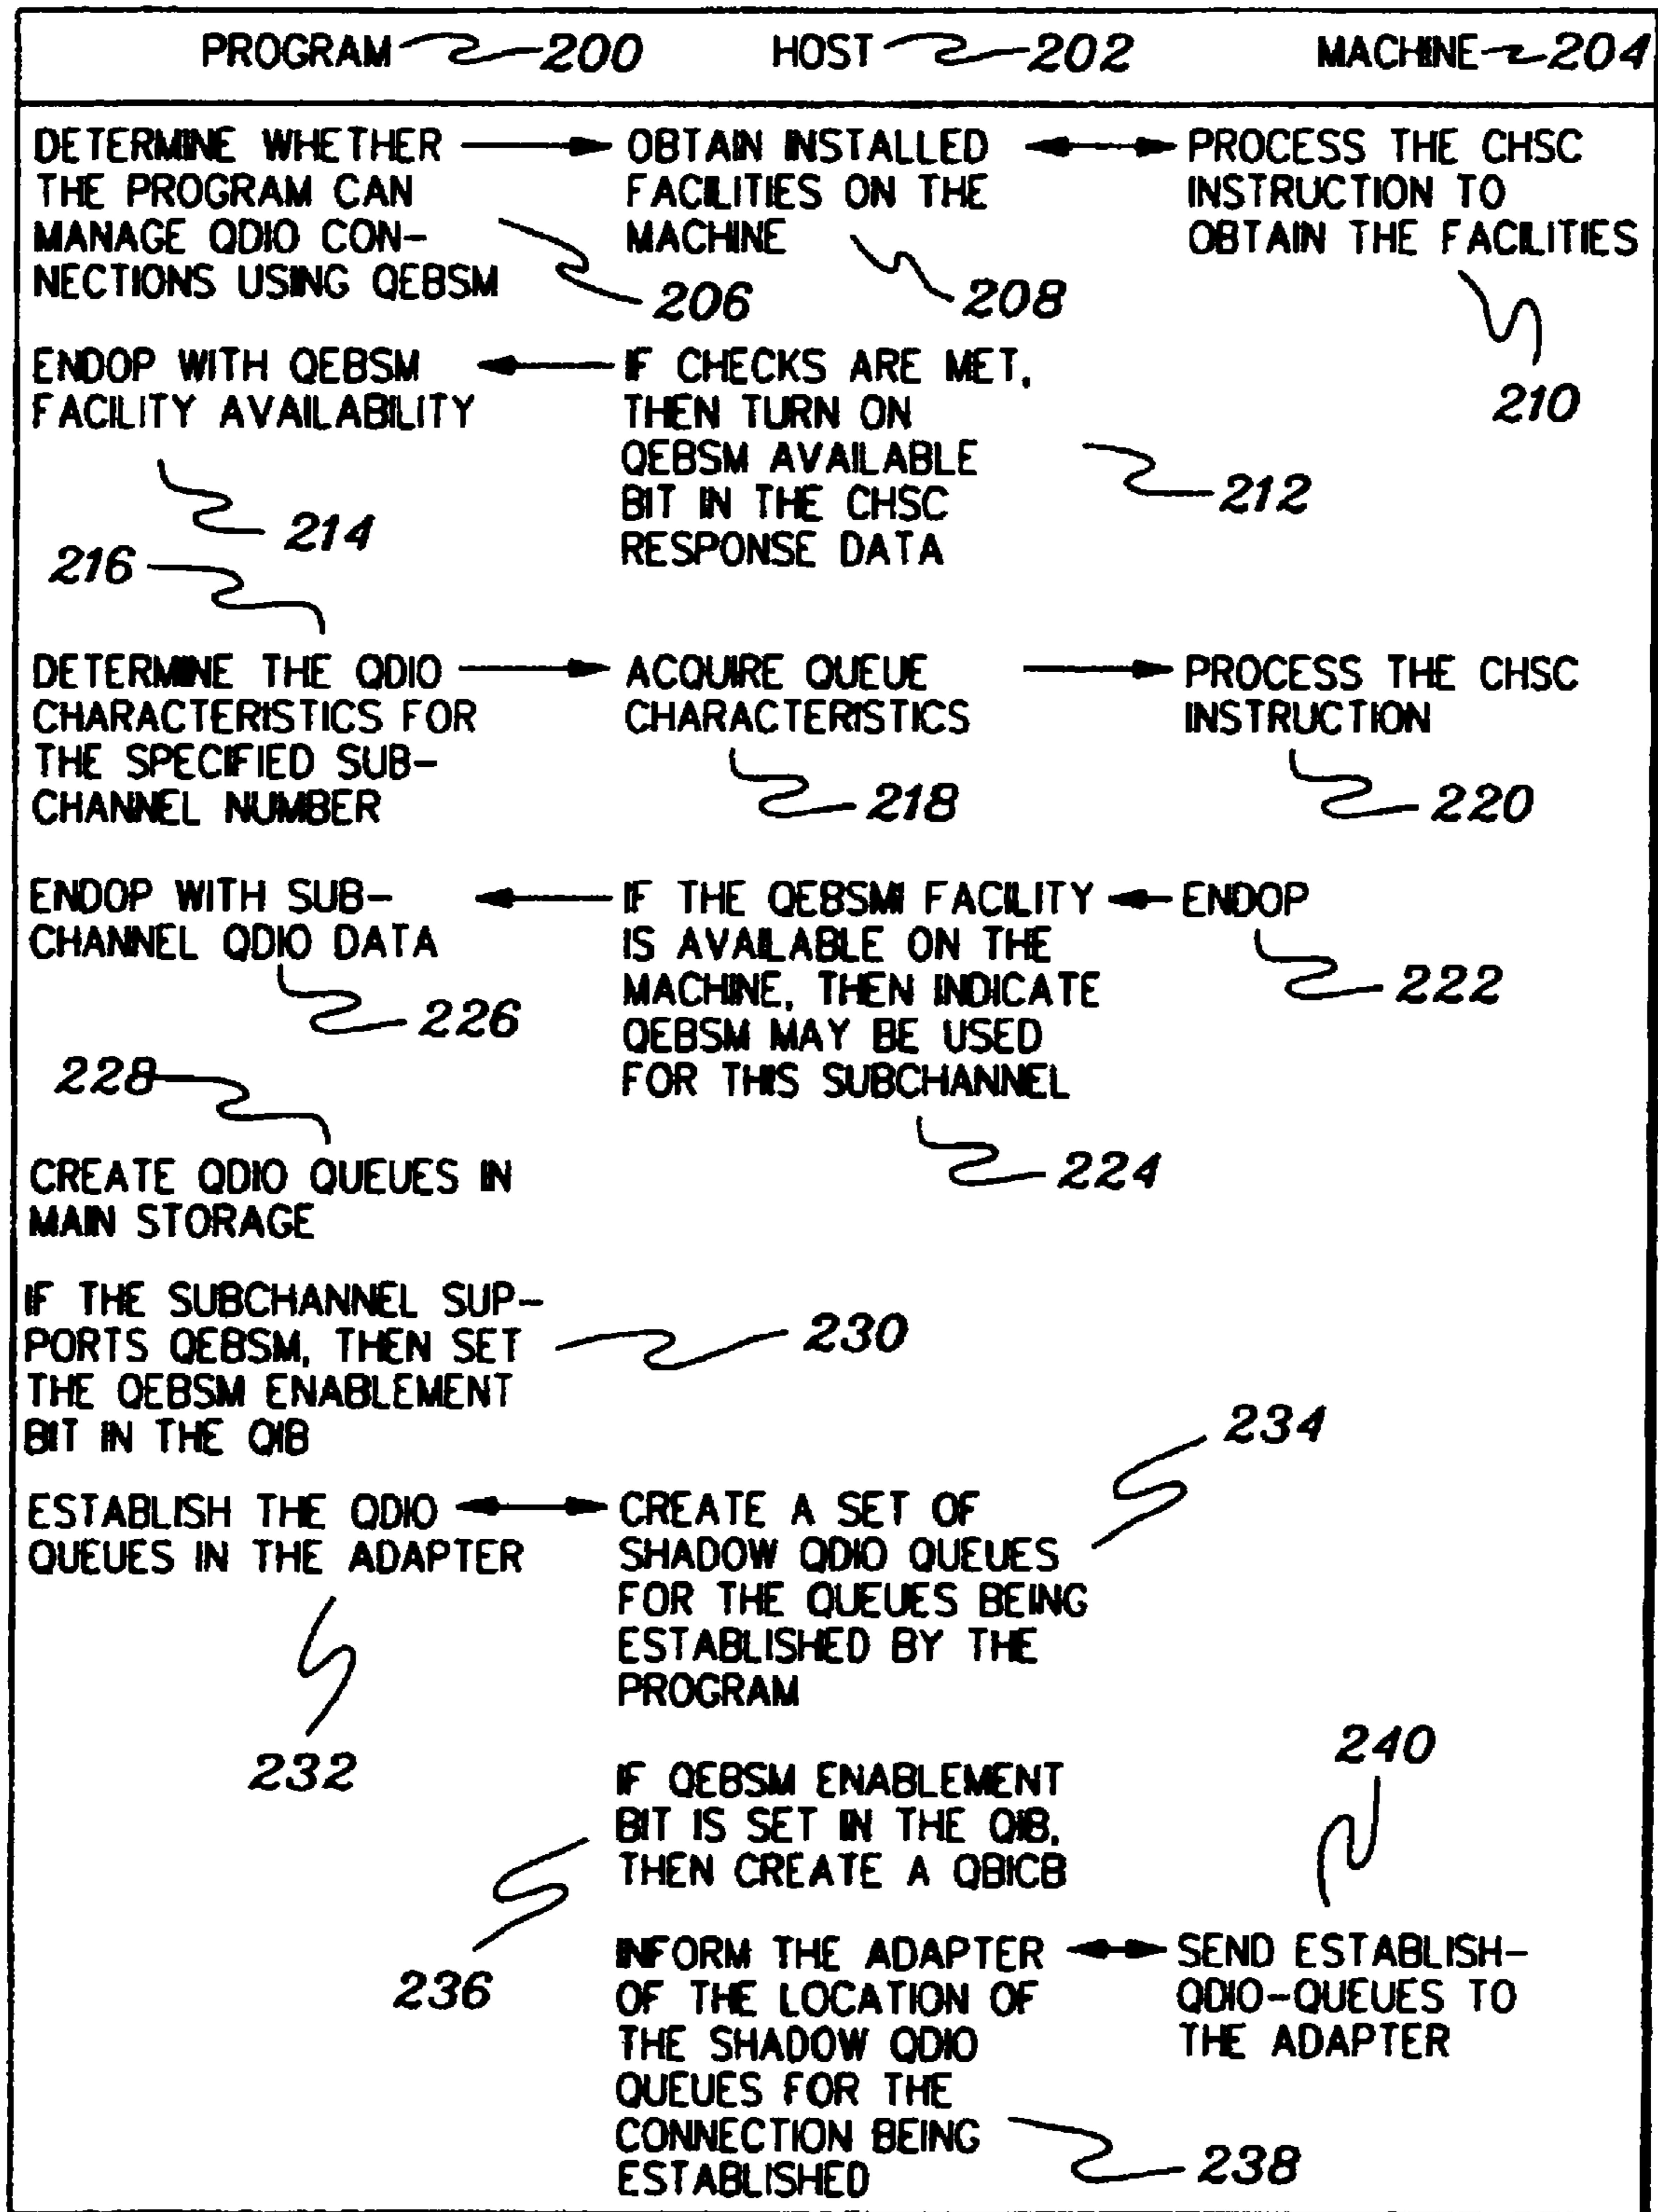 PROGRAM 200 HOST 202 MACHINE 204
DETERMINE WHETHER
THE PROGRAM CAN
MANAGE QDIO CON-
NECTIONS USING QEBSM
206
OBTAIN INSTALLED
FACILITIES ON THE
MACHINE
208
PROCESS THE CHSC
INSTRUCTION TO
OBTAIN THE FACILITIES
210
ENDOP WITH QEBSM
FACILITY AVAILABILITY
214
IF CHECKS ARE MET,
THEN TURN ON
QEBSM AVAILABLE
BIT IN THE CHSC
RESPONSE DATA
212
216
DETERMINE THE QDIO
CHARACTERISTICS FOR
THE SPECIFIED SUB-
CHANNEL NUMBER
ACQUIRE QUEUE
CHARACTERISTICS
218
PROCESS THE CHSC
INSTRUCTION
220
ENDOP WITH SUB-
CHANNEL QDIO DATA
226
IF THE QEBSMI FACILITY
IS AVAILABLE ON THE
MACHINE, THEN INDICATE
QEBSM MAY BE USED
FOR THIS SUBCHANNEL
224
ENDOP
222
228
CREATE QDIO QUEUES IN
MAIN STORAGE
IF THE SUBCHANNEL SUP-
PORTS QEBSM, THEN SET
THE QEBSM ENABLEMENT
BIT IN THE QIB
230
ESTABLISH THE QDIO
QUEUES IN THE ADAPTER
232
CREATE A SET OF
SHADOW QDIO QUEUES
FOR THE QUEUES BEING
ESTABLISHED BY THE
PROGRAM
234
IF QEBSM ENABLEMENT
BIT IS SET IN THE QIB,
THEN CREATE A QBICB
236
INFORM THE ADAPTER
OF THE LOCATION OF
THE SHADOW QDIO
QUEUES FOR THE
CONNECTION BEING
ESTABLISHED
238
240
SEND ESTABLISH-
QDIO-QUEUES TO
THE ADAPTER